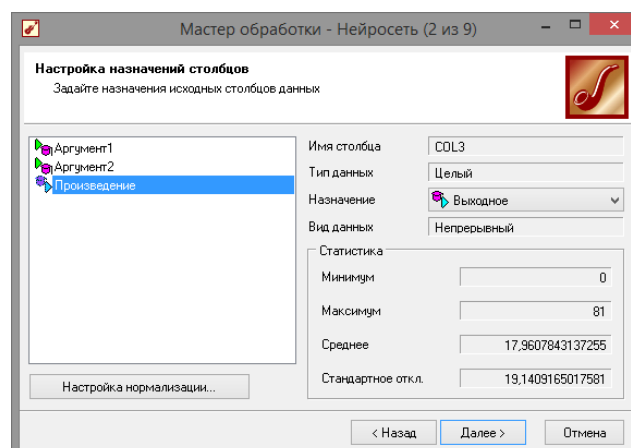 Мастер обработки - Нейросеть (2 из 9)
Настройка назначений столбцов
Задайте назначения исходных столбцов данных
Аргумент1
Аргумент2
Произведение
Имя столбца COL3
Тип данных Целый
Назначение Выходное
Вид данных Непрерывный
Статистика
Минимум 0
Максимум 81
Среднее 17,9607843137255
Стандартное откл. 19,1409165017581
Настройка нормализации...
< Назад Далее > Отмена